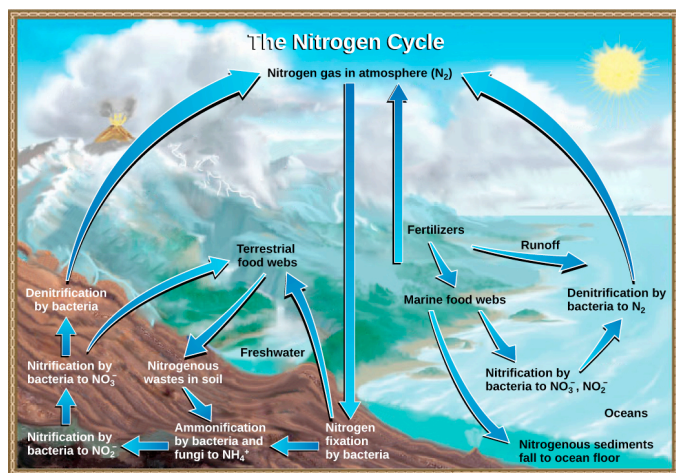 The Nitrogen Cycle
Nitrogen gas in atmosphere (N₂)
Fertilizers
Runoff
Terrestrial
food webs
Denitrification
by bacteria
Marine food webs
Denitrification by
bacteria to N₂
Freshwater
Nitrification by
bacteria to NO₃⁻
Nitrogenous
wastes in soil
Nitrification by
bacteria to NO₃⁻, NO₂⁻
Oceans
Nitrification by
bacteria to NO₂⁻
Ammonification
by bacteria and
fungi to NH₄⁺
Nitrogen
fixation
by bacteria
Nitrogenous sediments
fall to ocean floor